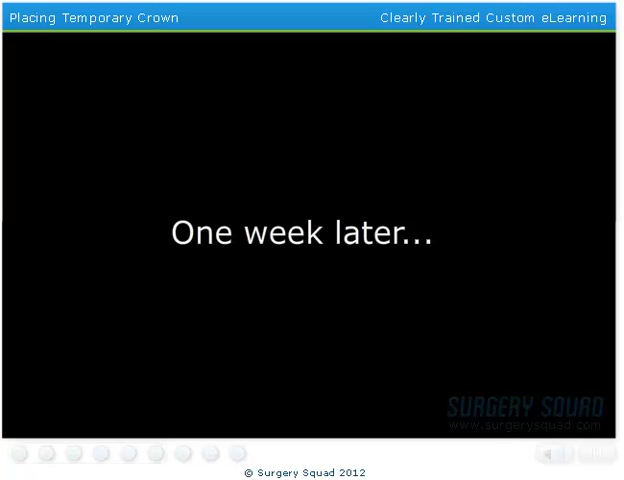 Placing Temporary Crown
Clearly Trained Custom eLearning
One week later...
SURGERY SQUAD
www.surgerysquad.com
© Surgery Squad 2012